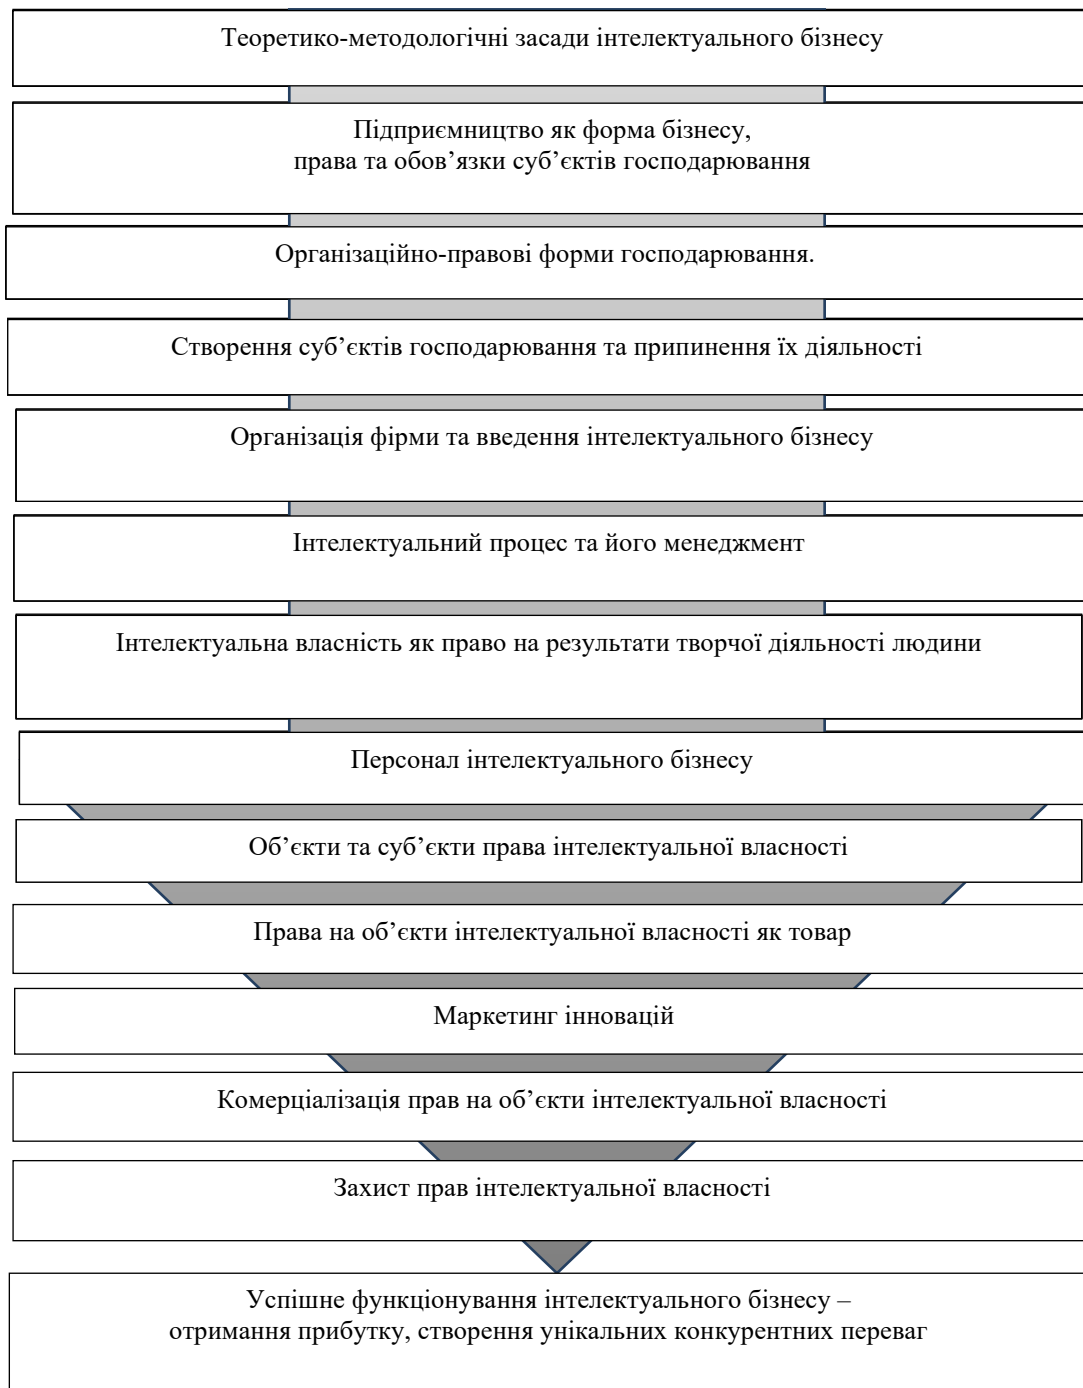 Теоретико-методологічні засади інтелектуального бізнесу
Підприємництво як форма бізнесу,
права та обов’язки суб’єктів господарювання
Організаційно-правові форми господарювання.
Створення суб’єктів господарювання та припинення їх діяльності
Організація фірми та введення інтелектуального бізнесу
Інтелектуальний процес та його менеджмент
Інтелектуальна власність як право на результати творчої діяльності людини
Персонал інтелектуального бізнесу
Об’єкти та суб’єкти права інтелектуальної власності
Права на об’єкти інтелектуальної власності як товар
Маркетинг інновацій
Комерціалізація прав на об’єкти інтелектуальної власності
Захист прав інтелектуальної власності
Успішне функціонування інтелектуального бізнесу –
отримання прибутку, створення унікальних конкурентних переваг